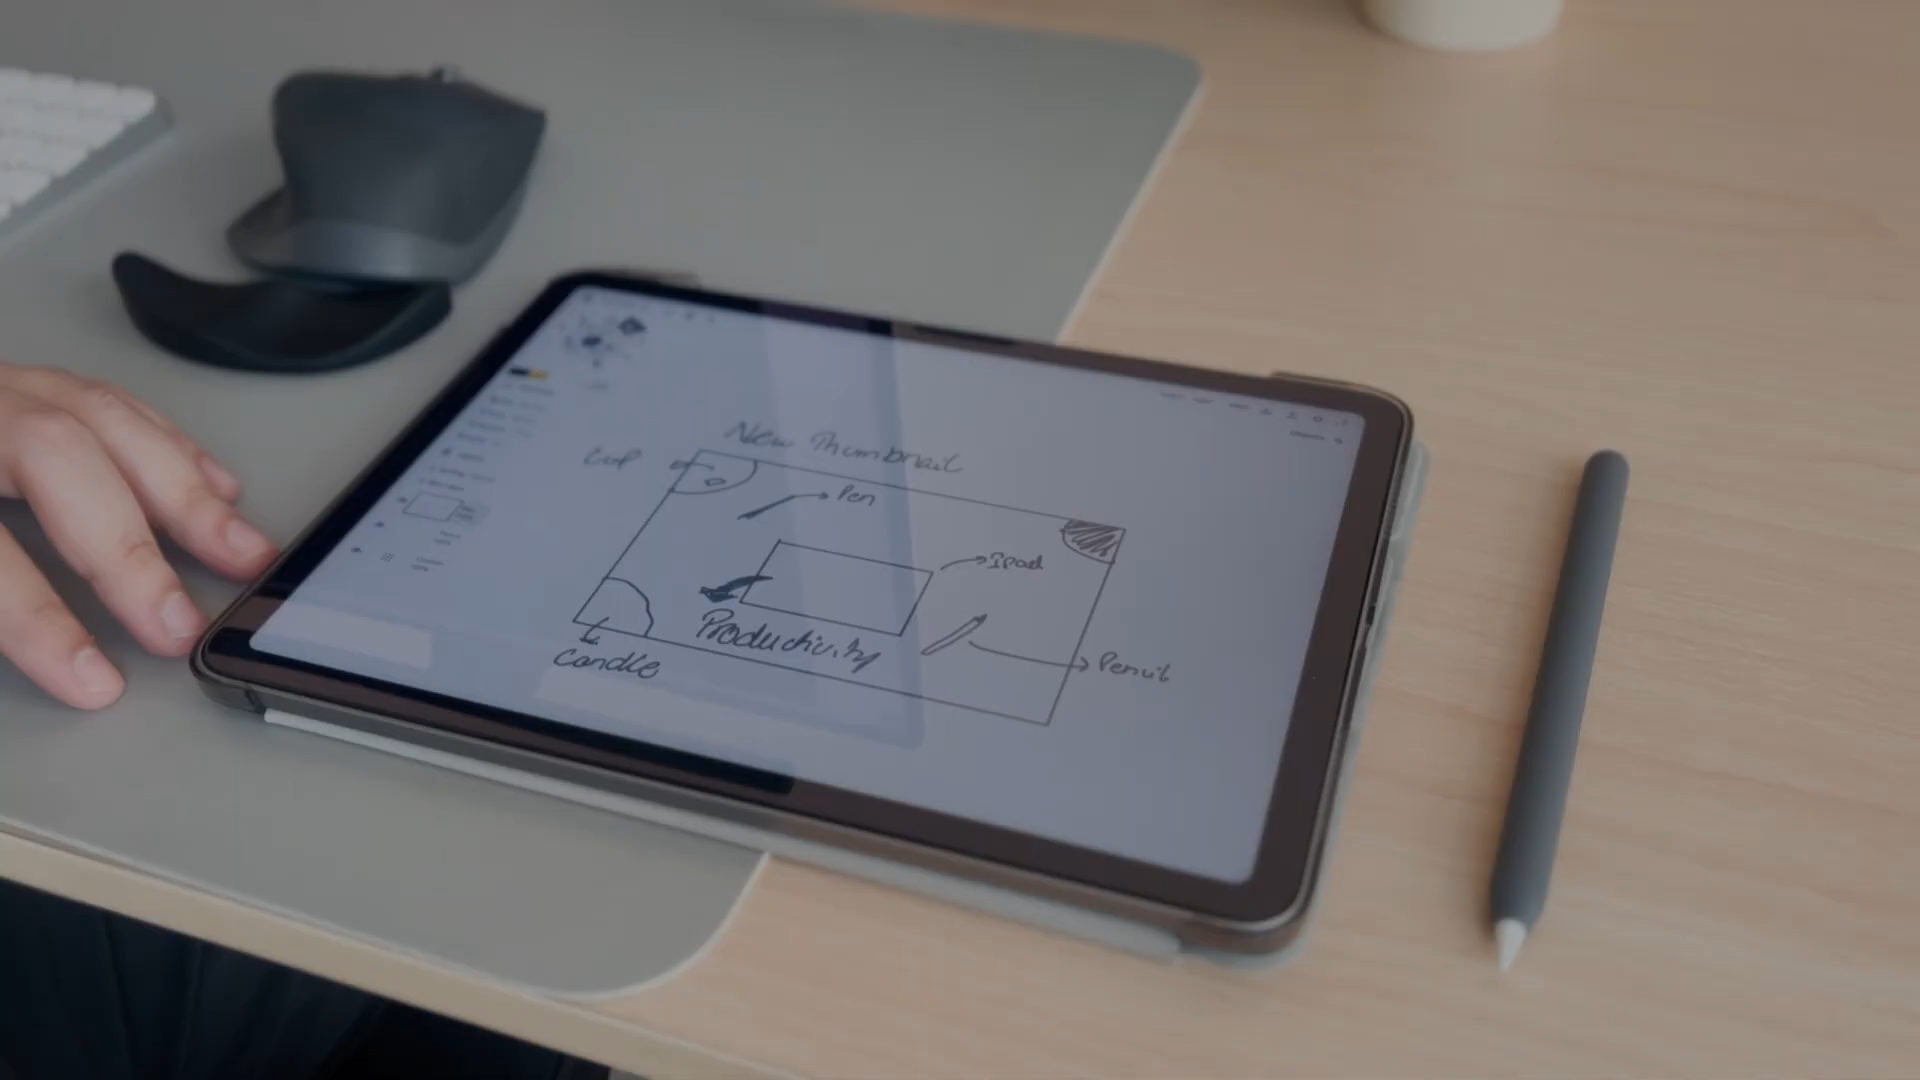 New Thumbnail
Cup
Pen
Ipad
Productivity
Candle
Pencil